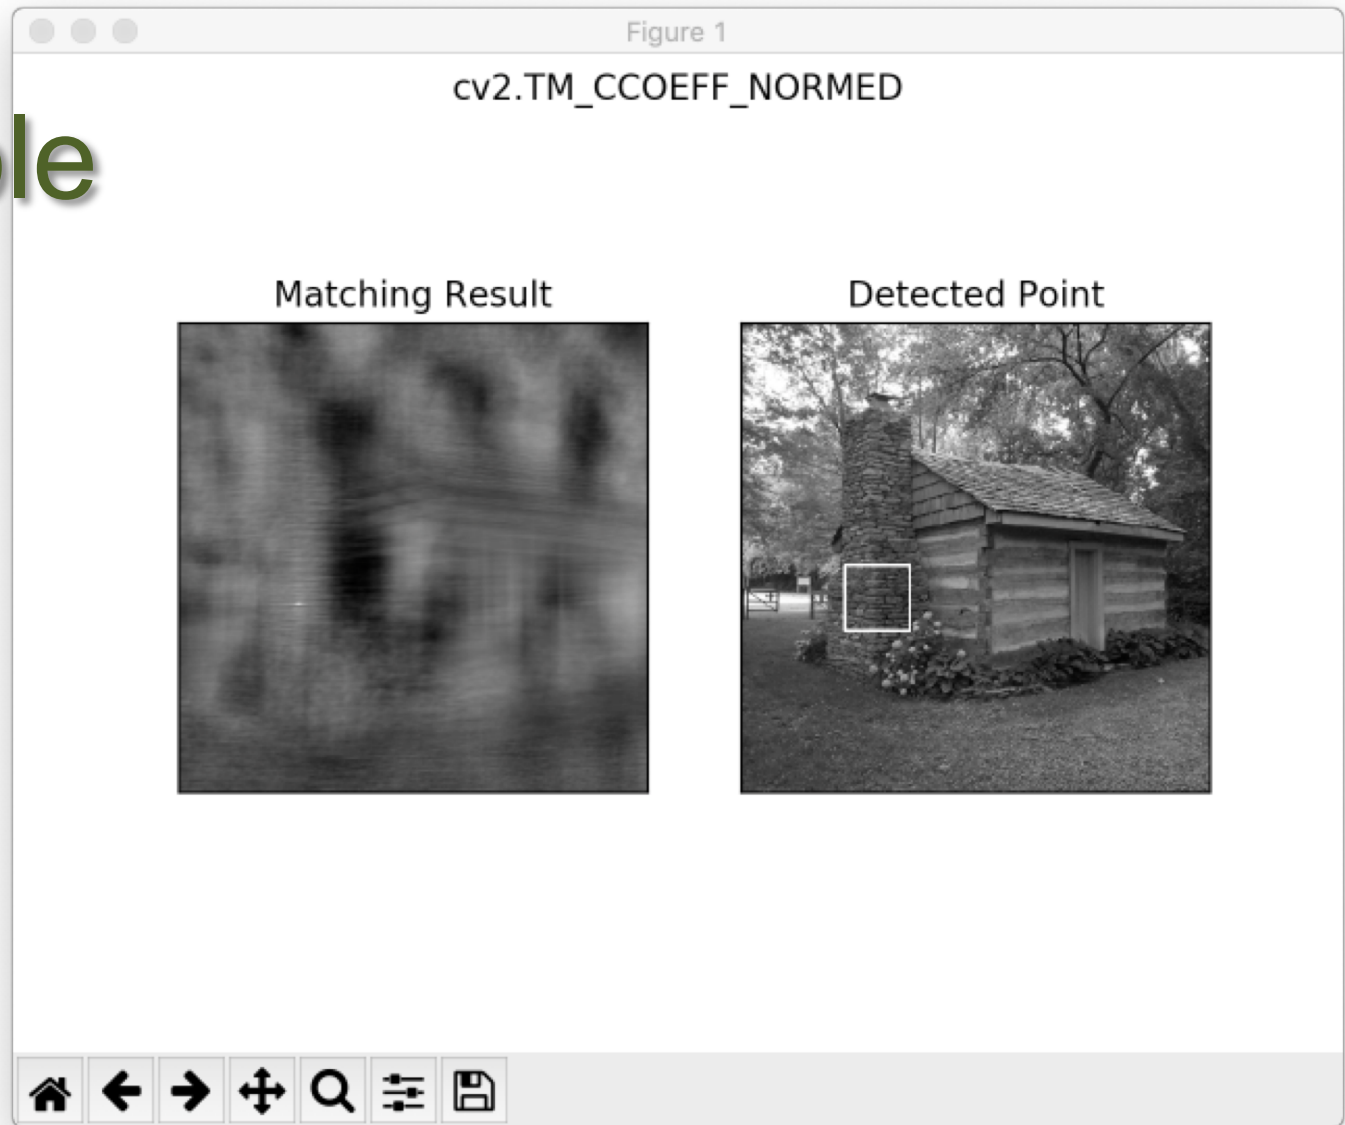 Figure 1
cv2.TM_CCOEFF_NORMED
le
Matching Result
Detected Point